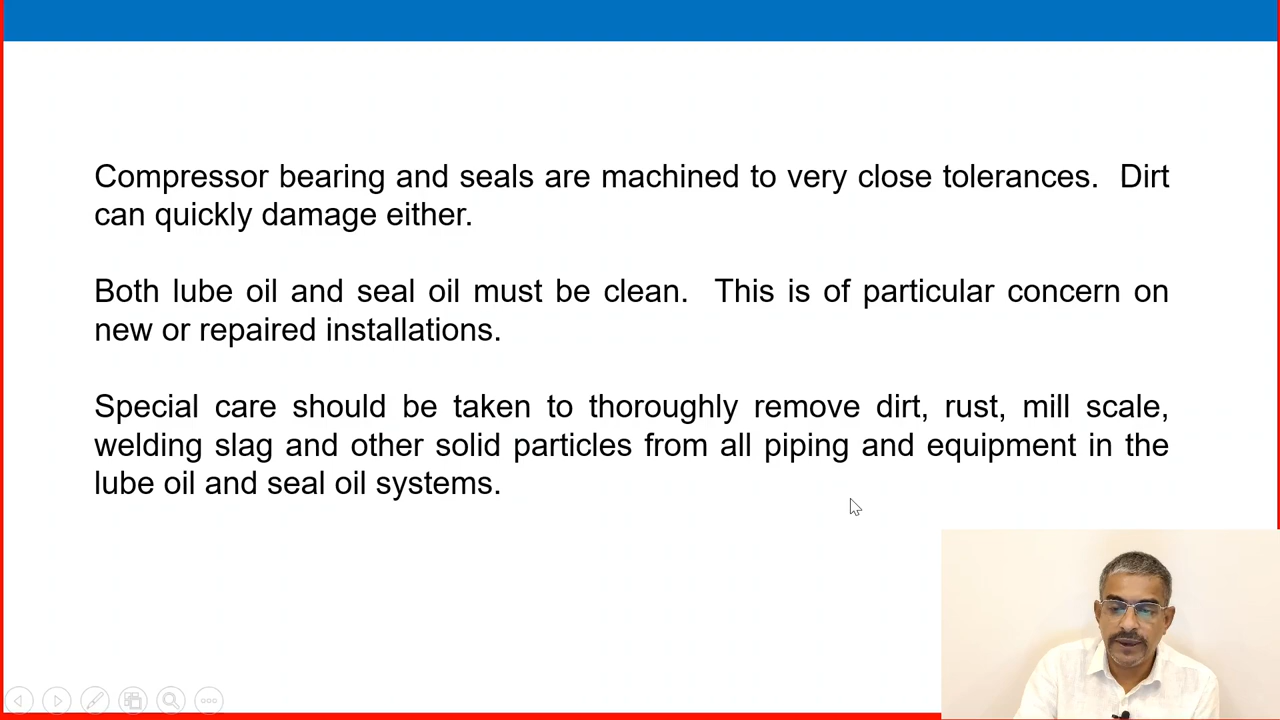 Compressor bearing and seals are machined to very close tolerances.  Dirt
can quickly damage either.
Both lube oil and seal oil must be clean.  This is of particular concern on
new or repaired installations.
Special care should be taken to thoroughly remove dirt, rust, mill scale,
welding slag and other solid particles from all piping and equipment in the
lube oil and seal oil systems.